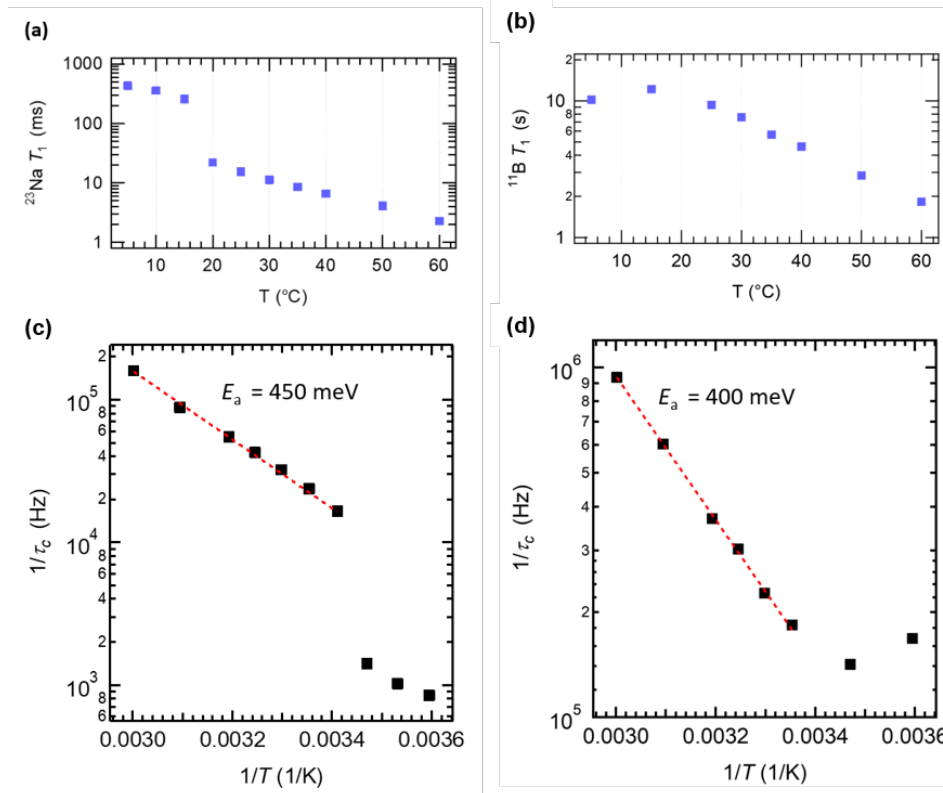 (a)
²³Na T₁ (ms)
1000
100
10
1
10 20 30 40 50 60
T (°C)
(b)
¹¹B T₁ (s)
2
10
8
6
4
2
1
10 20 30 40 50 60
T (°C)
(c)
1/τc (Hz)
2
10⁵
8
6
4
2
10⁴
8
6
4
2
10³
8
6
Eₐ = 450 meV
0.0030 0.0032 0.0034 0.0036
1/T (1/K)
(d)
1/τc (Hz)
10⁶
9
8
7
6
5
4
3
2
10⁵
Eₐ = 400 meV
0.0030 0.0032 0.0034 0.0036
1/T (1/K)